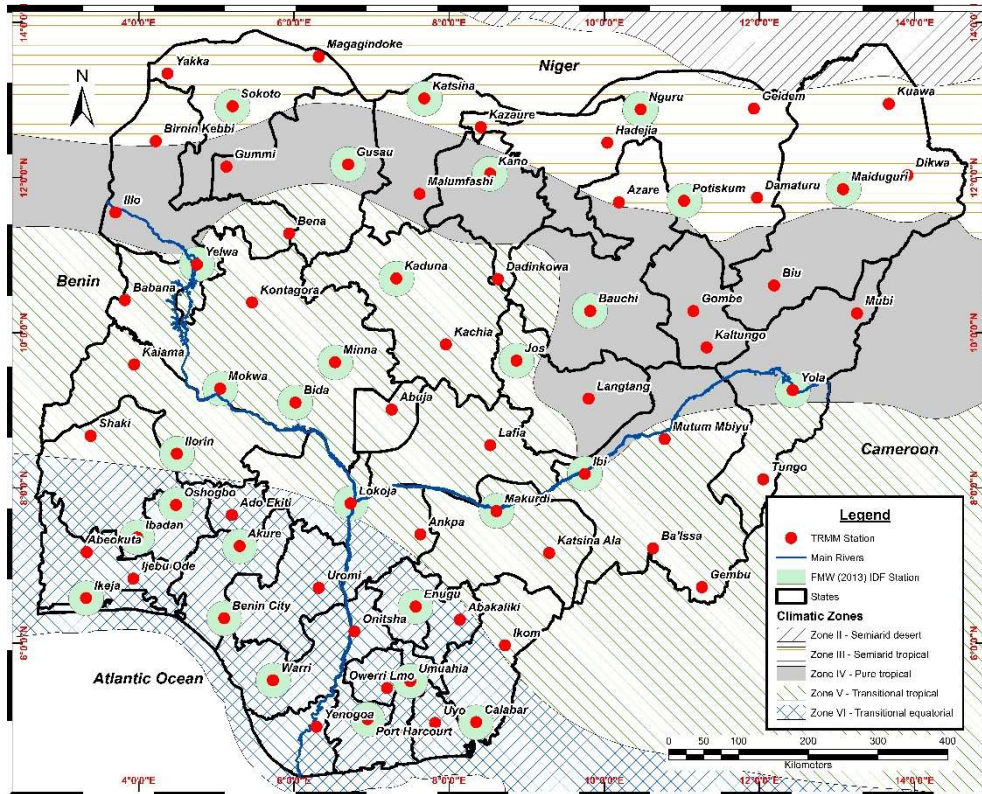 4°0'0"E 6°0'0"E 8°0'0"E 10°0'0"E 12°0'0"E 14°0'0"E
14°0'0"N 14°0'0"N
Magagindoke
Niger
Yakka
N
Katsina
Kuawa
Sokoto
Nguru
Geidem
Kazaure
Birnin Kebbi
Hadejia
Gummi
Gusau
Kano
Dikwa
12°0'0"N 12°0'0"N
Malumfashi
Azare
Potiskum
Damaturu
Maiduguri
Illo
Bena
Yelwa
Benin
Kaduna
Dadinkowa
Biu
Babana
Kontagora
Bauchi
Gombe
Mubi
10°0'0"N 10°0'0"N
Kachia
Kaltungo
Kaiama
Minna
Jos
Mokwa
Bida
Langtang
Yola
Abuja
Shaki
Lafia
Mutum Mbiyu
Cameroon
Ilorin
Ibi
Tungo
8°0'0"N 8°0'0"N
Oshogbo
Ado Ekiti
Lokoja
Makurdi
Ibadan
Ankpa
Abeokuta
Akure
Katsina Ala
Ba'Issa
Ijebu Ode
Gembu
Ikeja
Uromi
Enugu
Benin City
Abakaliki
Onitsha
Ikom
6°0'0"N 6°0'0"N
Atlantic Ocean
Warri
Owerri Lmo
Umuahia
Yenogoa
Uyo
Calabar
Port Harcourt
Legend
TRMM Station
Main Rivers
FMW (2013) IDF Station
States
Climatic Zones
Zone II - Semiarid desert
Zone III - Semiarid tropical
Zone IV - Pure tropical
Zone V - Transitional tropical
Zone VI - Transitional equatorial
0 50 100 200 300 400
Kilometers
4°0'0"E 6°0'0"E 8°0'0"E 10°0'0"E 12°0'0"E 14°0'0"E